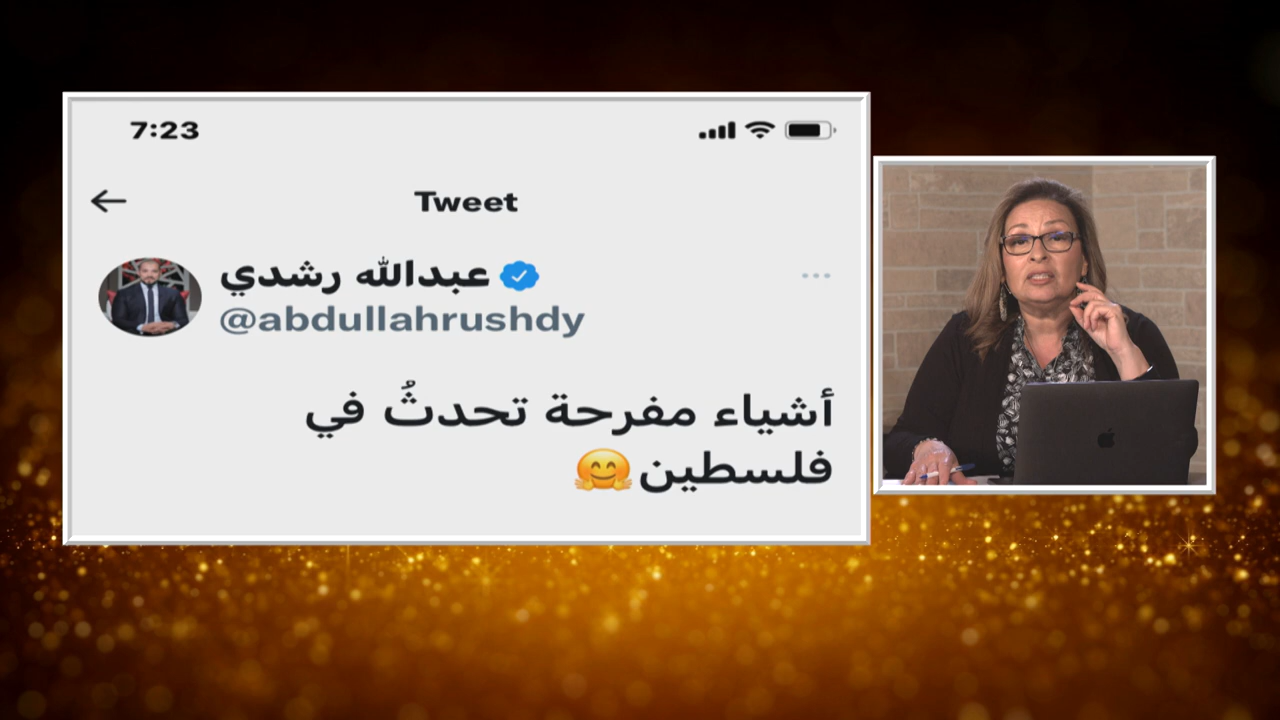 7:23
Tweet
عبدالله رشدي
@abdullahrushdy
أشياء مفرحة تحدثُ في
فلسطين🤗